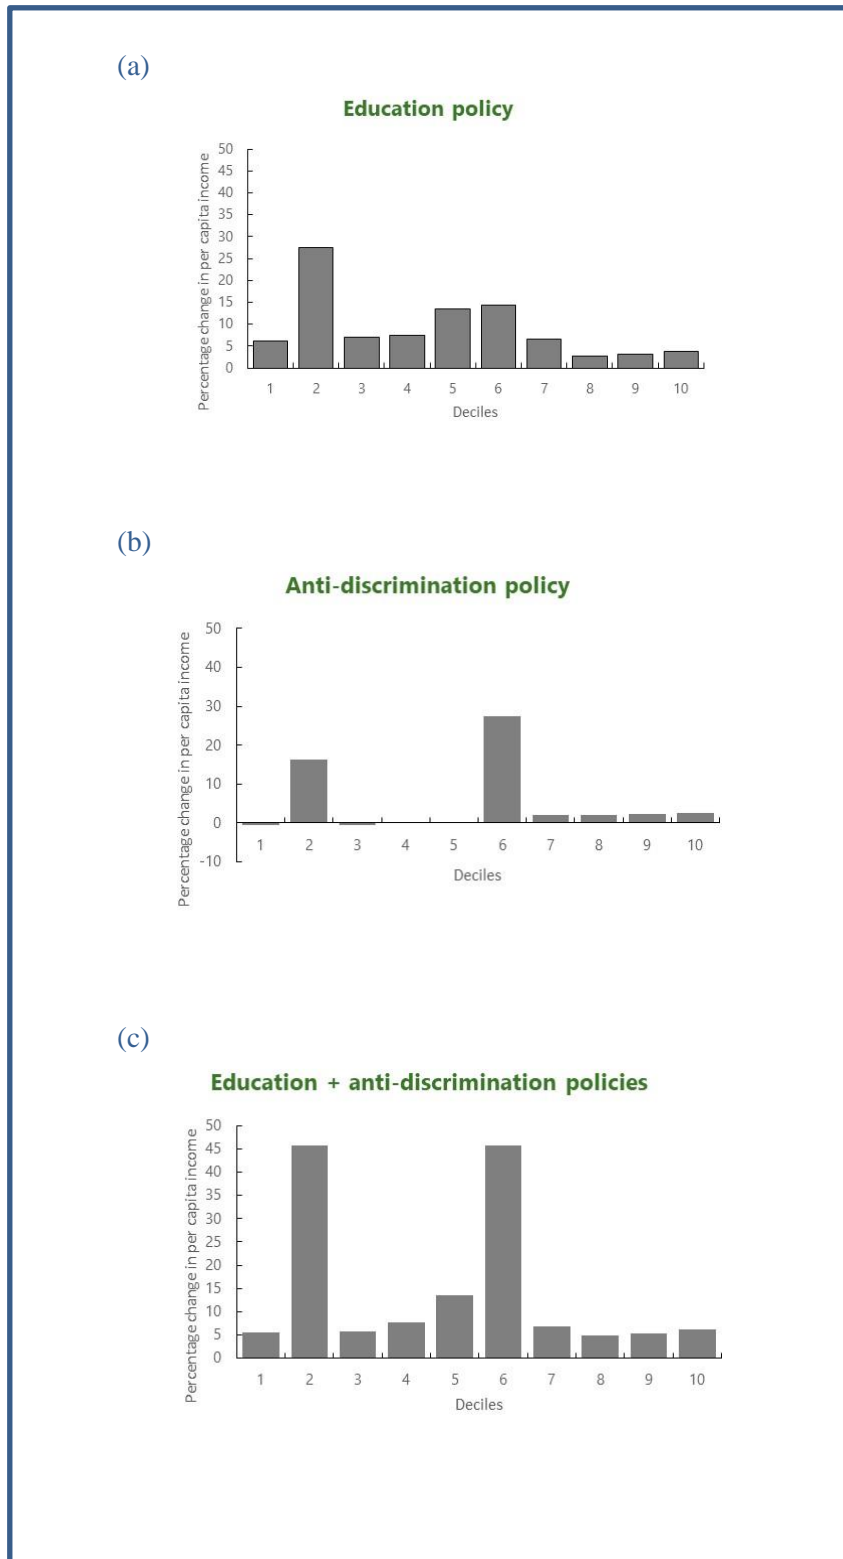 (a)
Education policy
Percentage change in per capita income
50
45
40
35
30
25
20
15
10
5
0
1 2 3 4 5 6 7 8 9 10
Deciles
(b)
Anti-discrimination policy
Percentage change in per capita income
50
40
30
20
10
0
-10
1 2 3 4 5 6 7 8 9 10
Deciles
(c)
Education + anti-discrimination policies
Percentage change in per capita income
50
45
40
35
30
25
20
15
10
5
0
1 2 3 4 5 6 7 8 9 10
Deciles